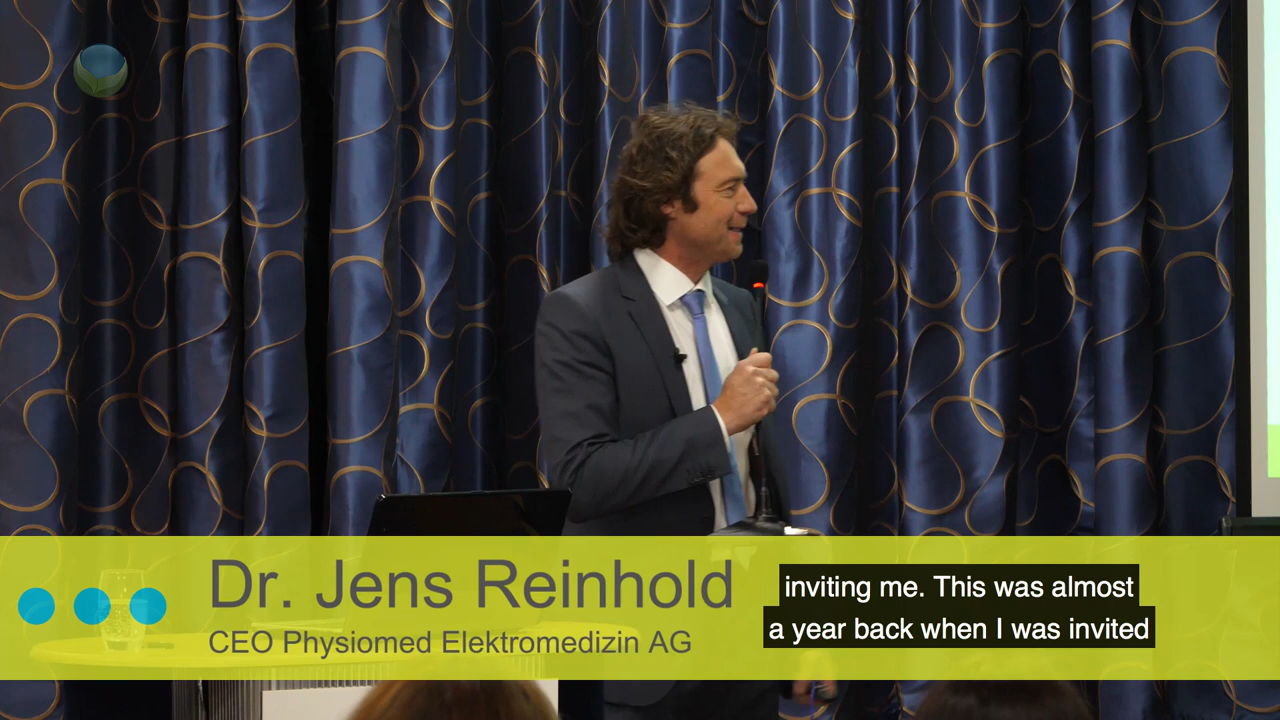 Dr. Jens Reinhold
CEO Physiomed Elektromedizin AG
inviting me. This was almost
a year back when I was invited